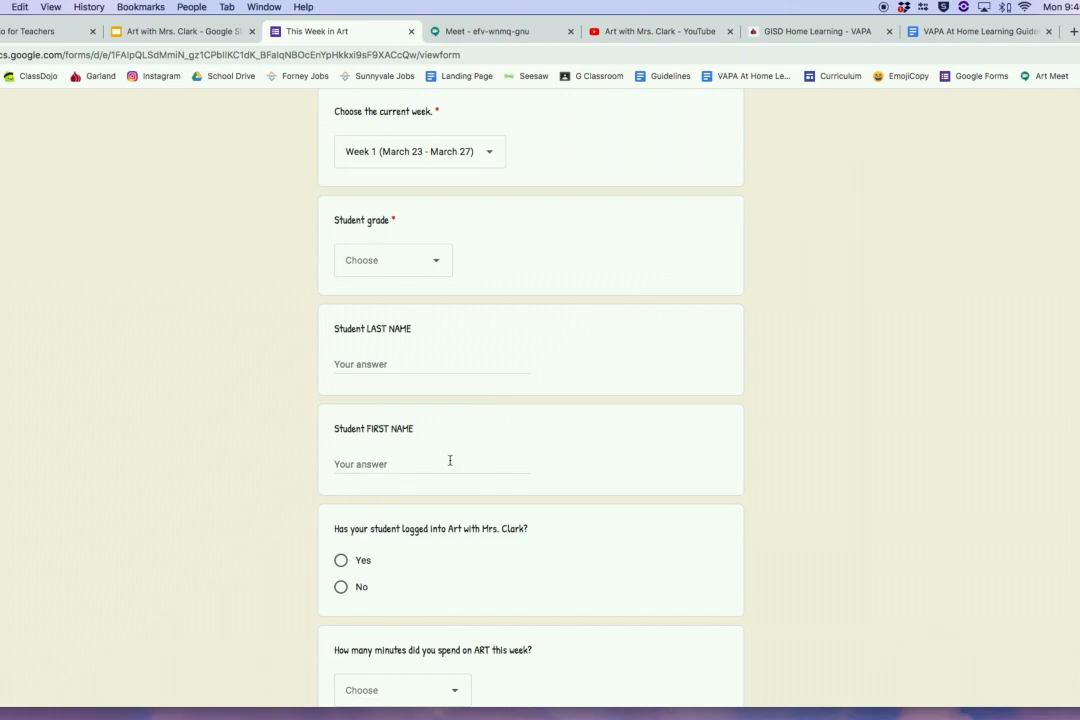 Edit View History Bookmarks People Tab Window Help Mon 9:4
o for Teachers Art with Mrs. Clark - Google Sl This Week in Art Meet - efv-wnmq-gnu Art with Mrs. Clark - YouTube GISD Home Learning - VAPA VAPA At Home Learning Guide
cs.google.com/forms/d/e/1FAIpQLSdMmiN_gz1CPbIlKC1dK_BFaIqNBOcEnYpHkkxi9sF9XACcQw/viewform
ClassDojo Garland Instagram School Drive Forney Jobs Sunnyvale Jobs Landing Page Seesaw G Classroom Guidelines VAPA At Home Le... Curriculum EmojiCopy Google Forms Art Meet
Choose the current week. *
Week 1 (March 23 - March 27)
Student grade *
Choose
Student LAST NAME
Your answer
Student FIRST NAME
Your answer
Has your student logged into Art with Mrs. Clark?
Yes
No
How many minutes did you spend on ART this week?
Choose